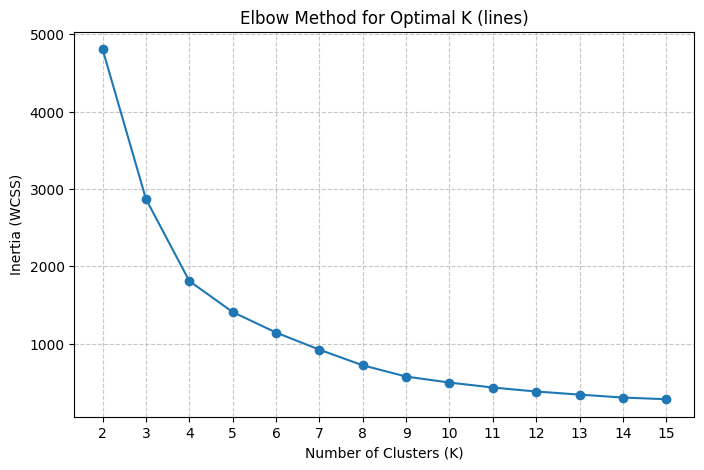 Elbow Method for Optimal K (lines)
5000
4000
3000
2000
1000
Inertia (WCSS)
2 3 4 5 6 7 8 9 10 11 12 13 14 15
Number of Clusters (K)